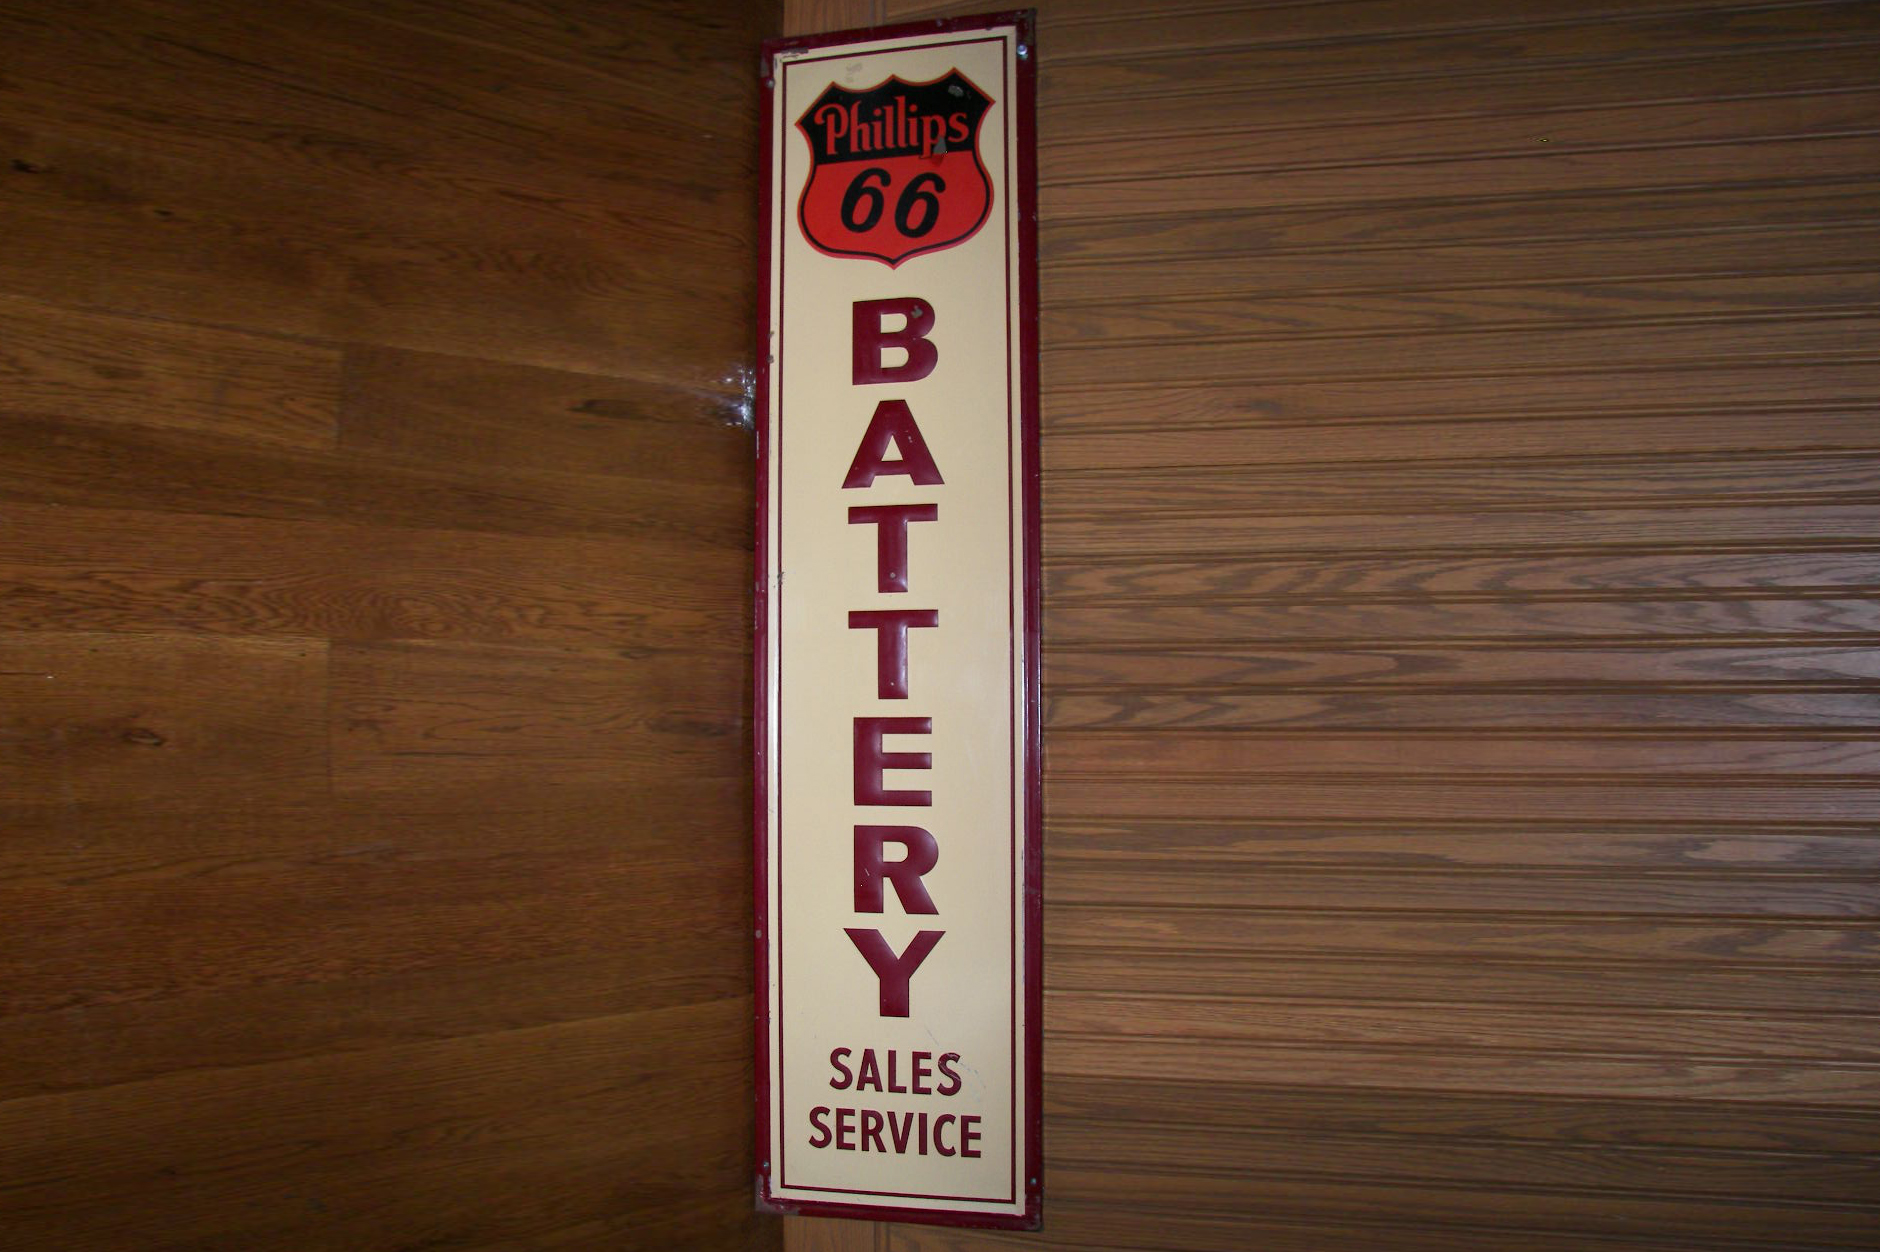 Phillips
66
BATTERY
SALES
SERVICE